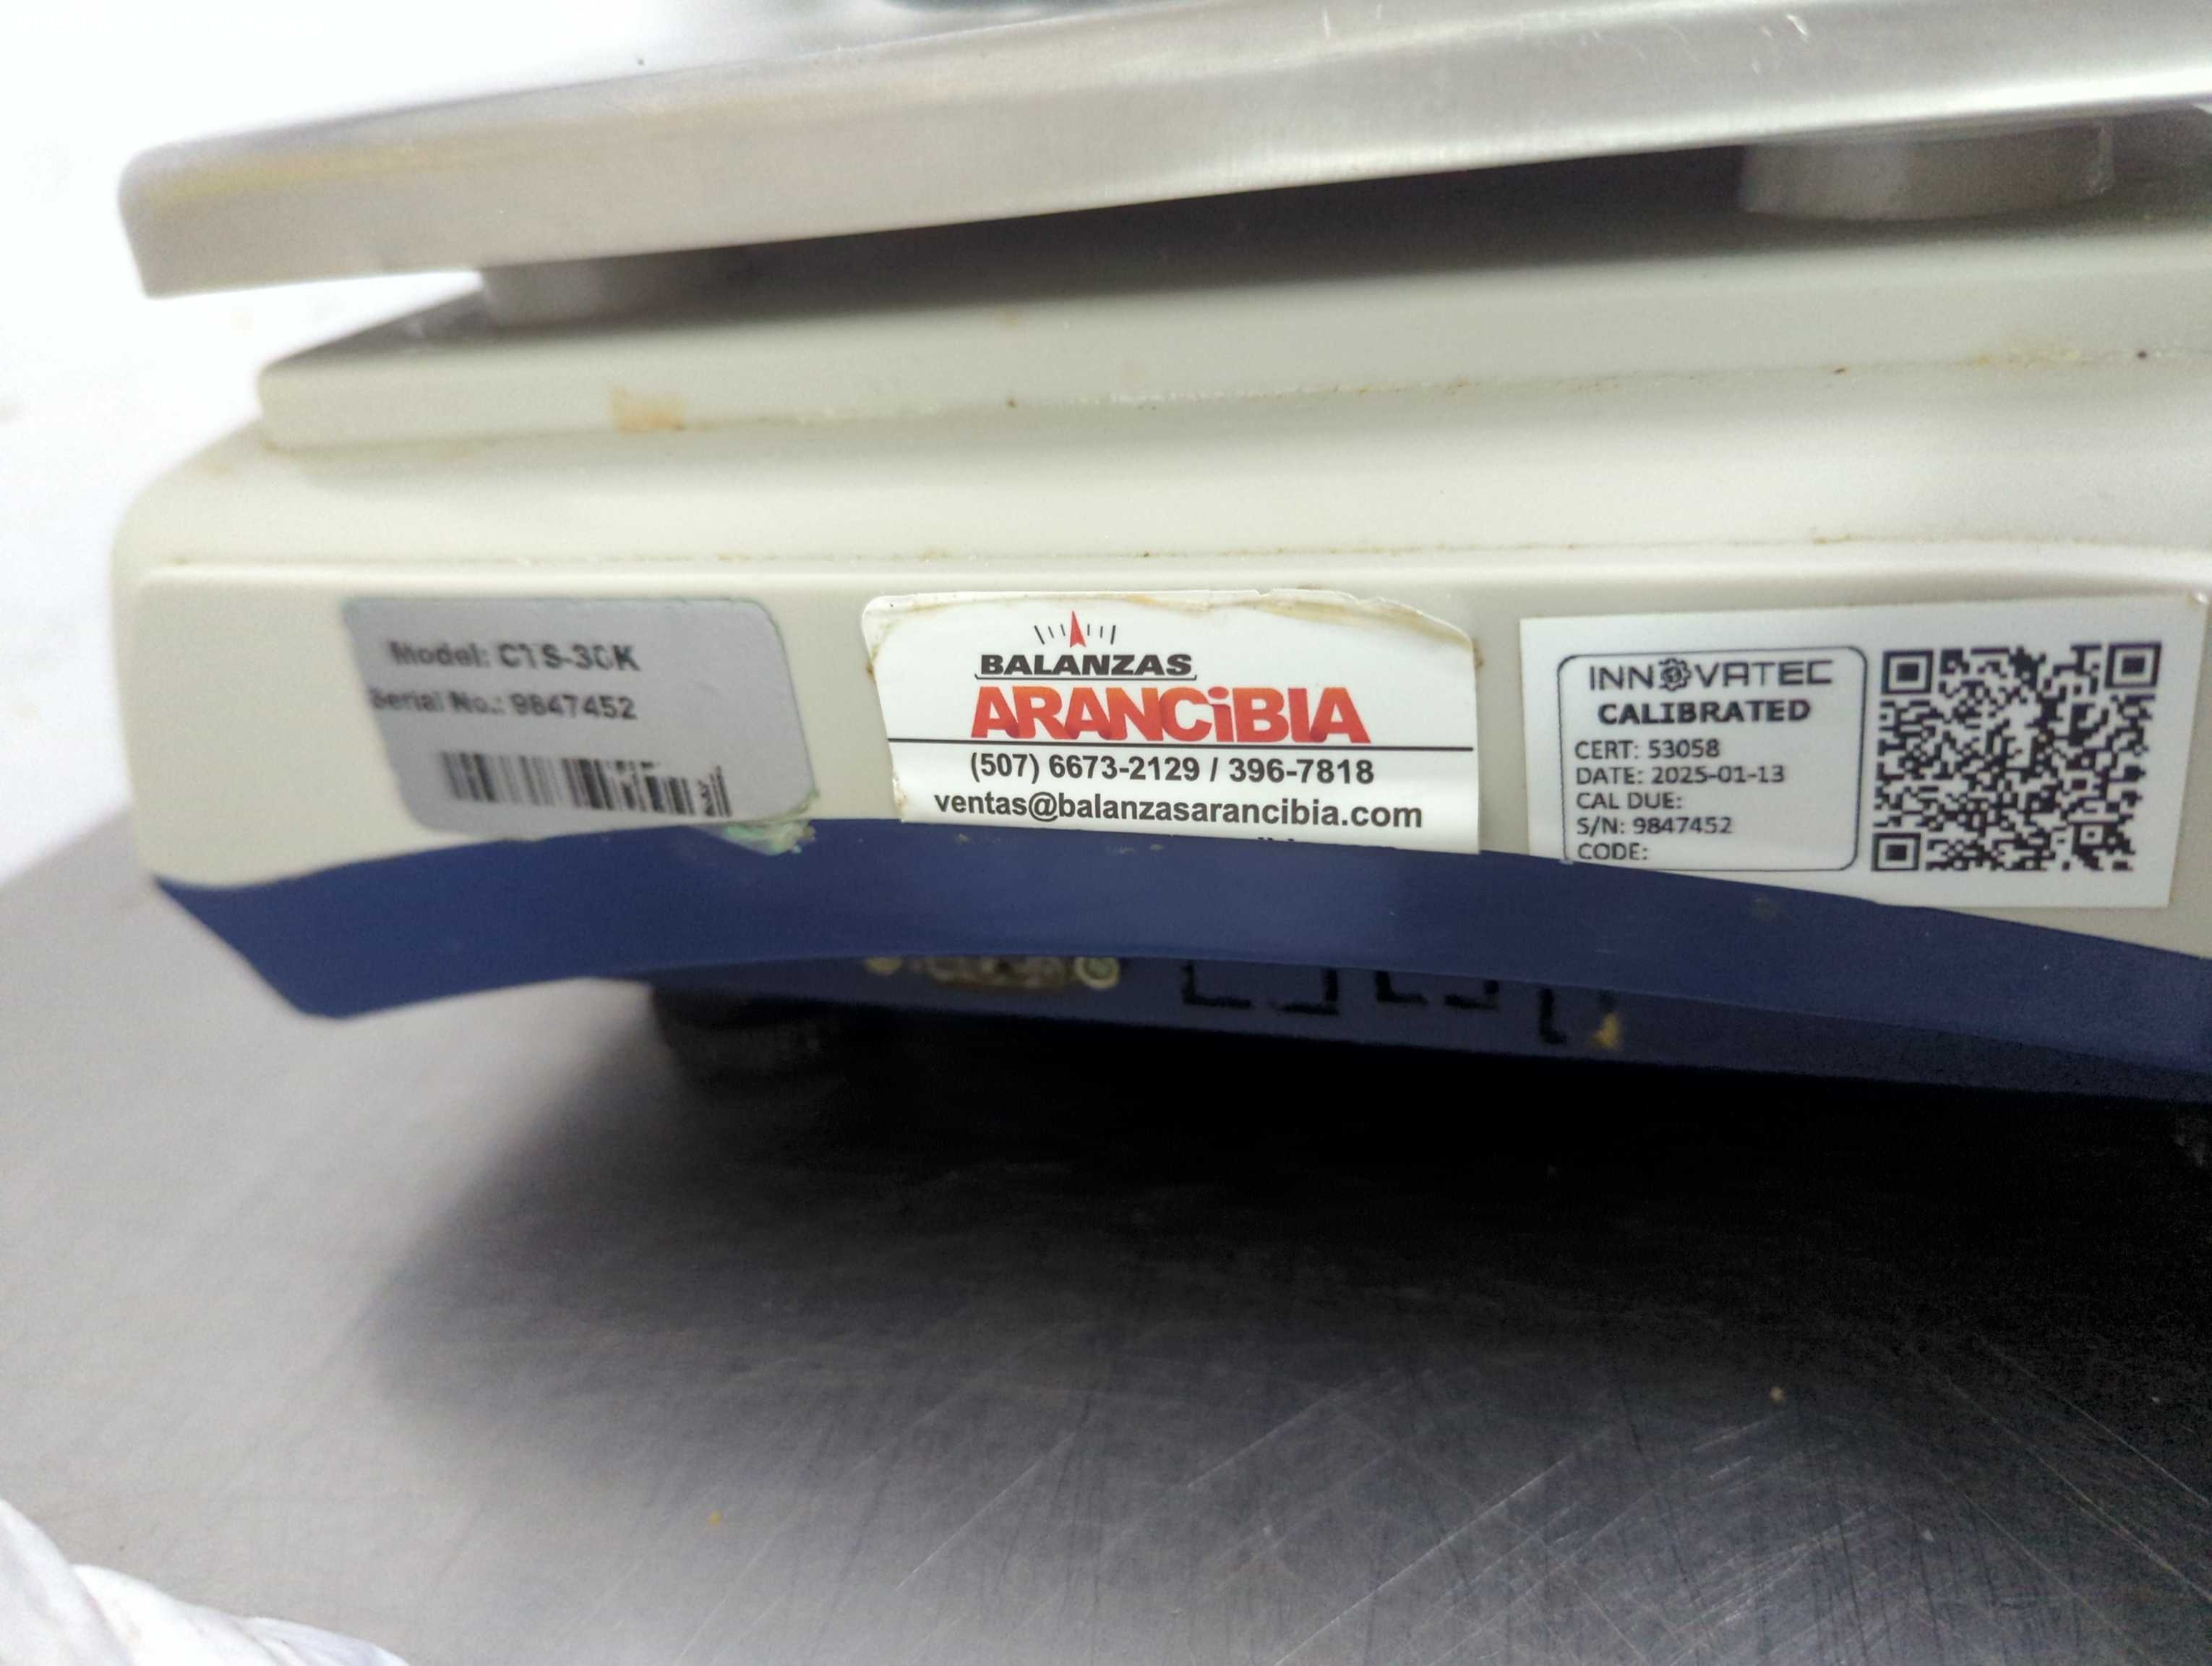 Model: CTS-30K
Serial No.: 9847452
BALANZAS
ARANCiBIA
(507) 6673-2129 / 396-7818
ventas@balanzasarancibia.com
INNOVATEC
CALIBRATED
CERT: 53058
DATE: 2025-01-13
CAL DUE:
S/N: 9847452
CODE: